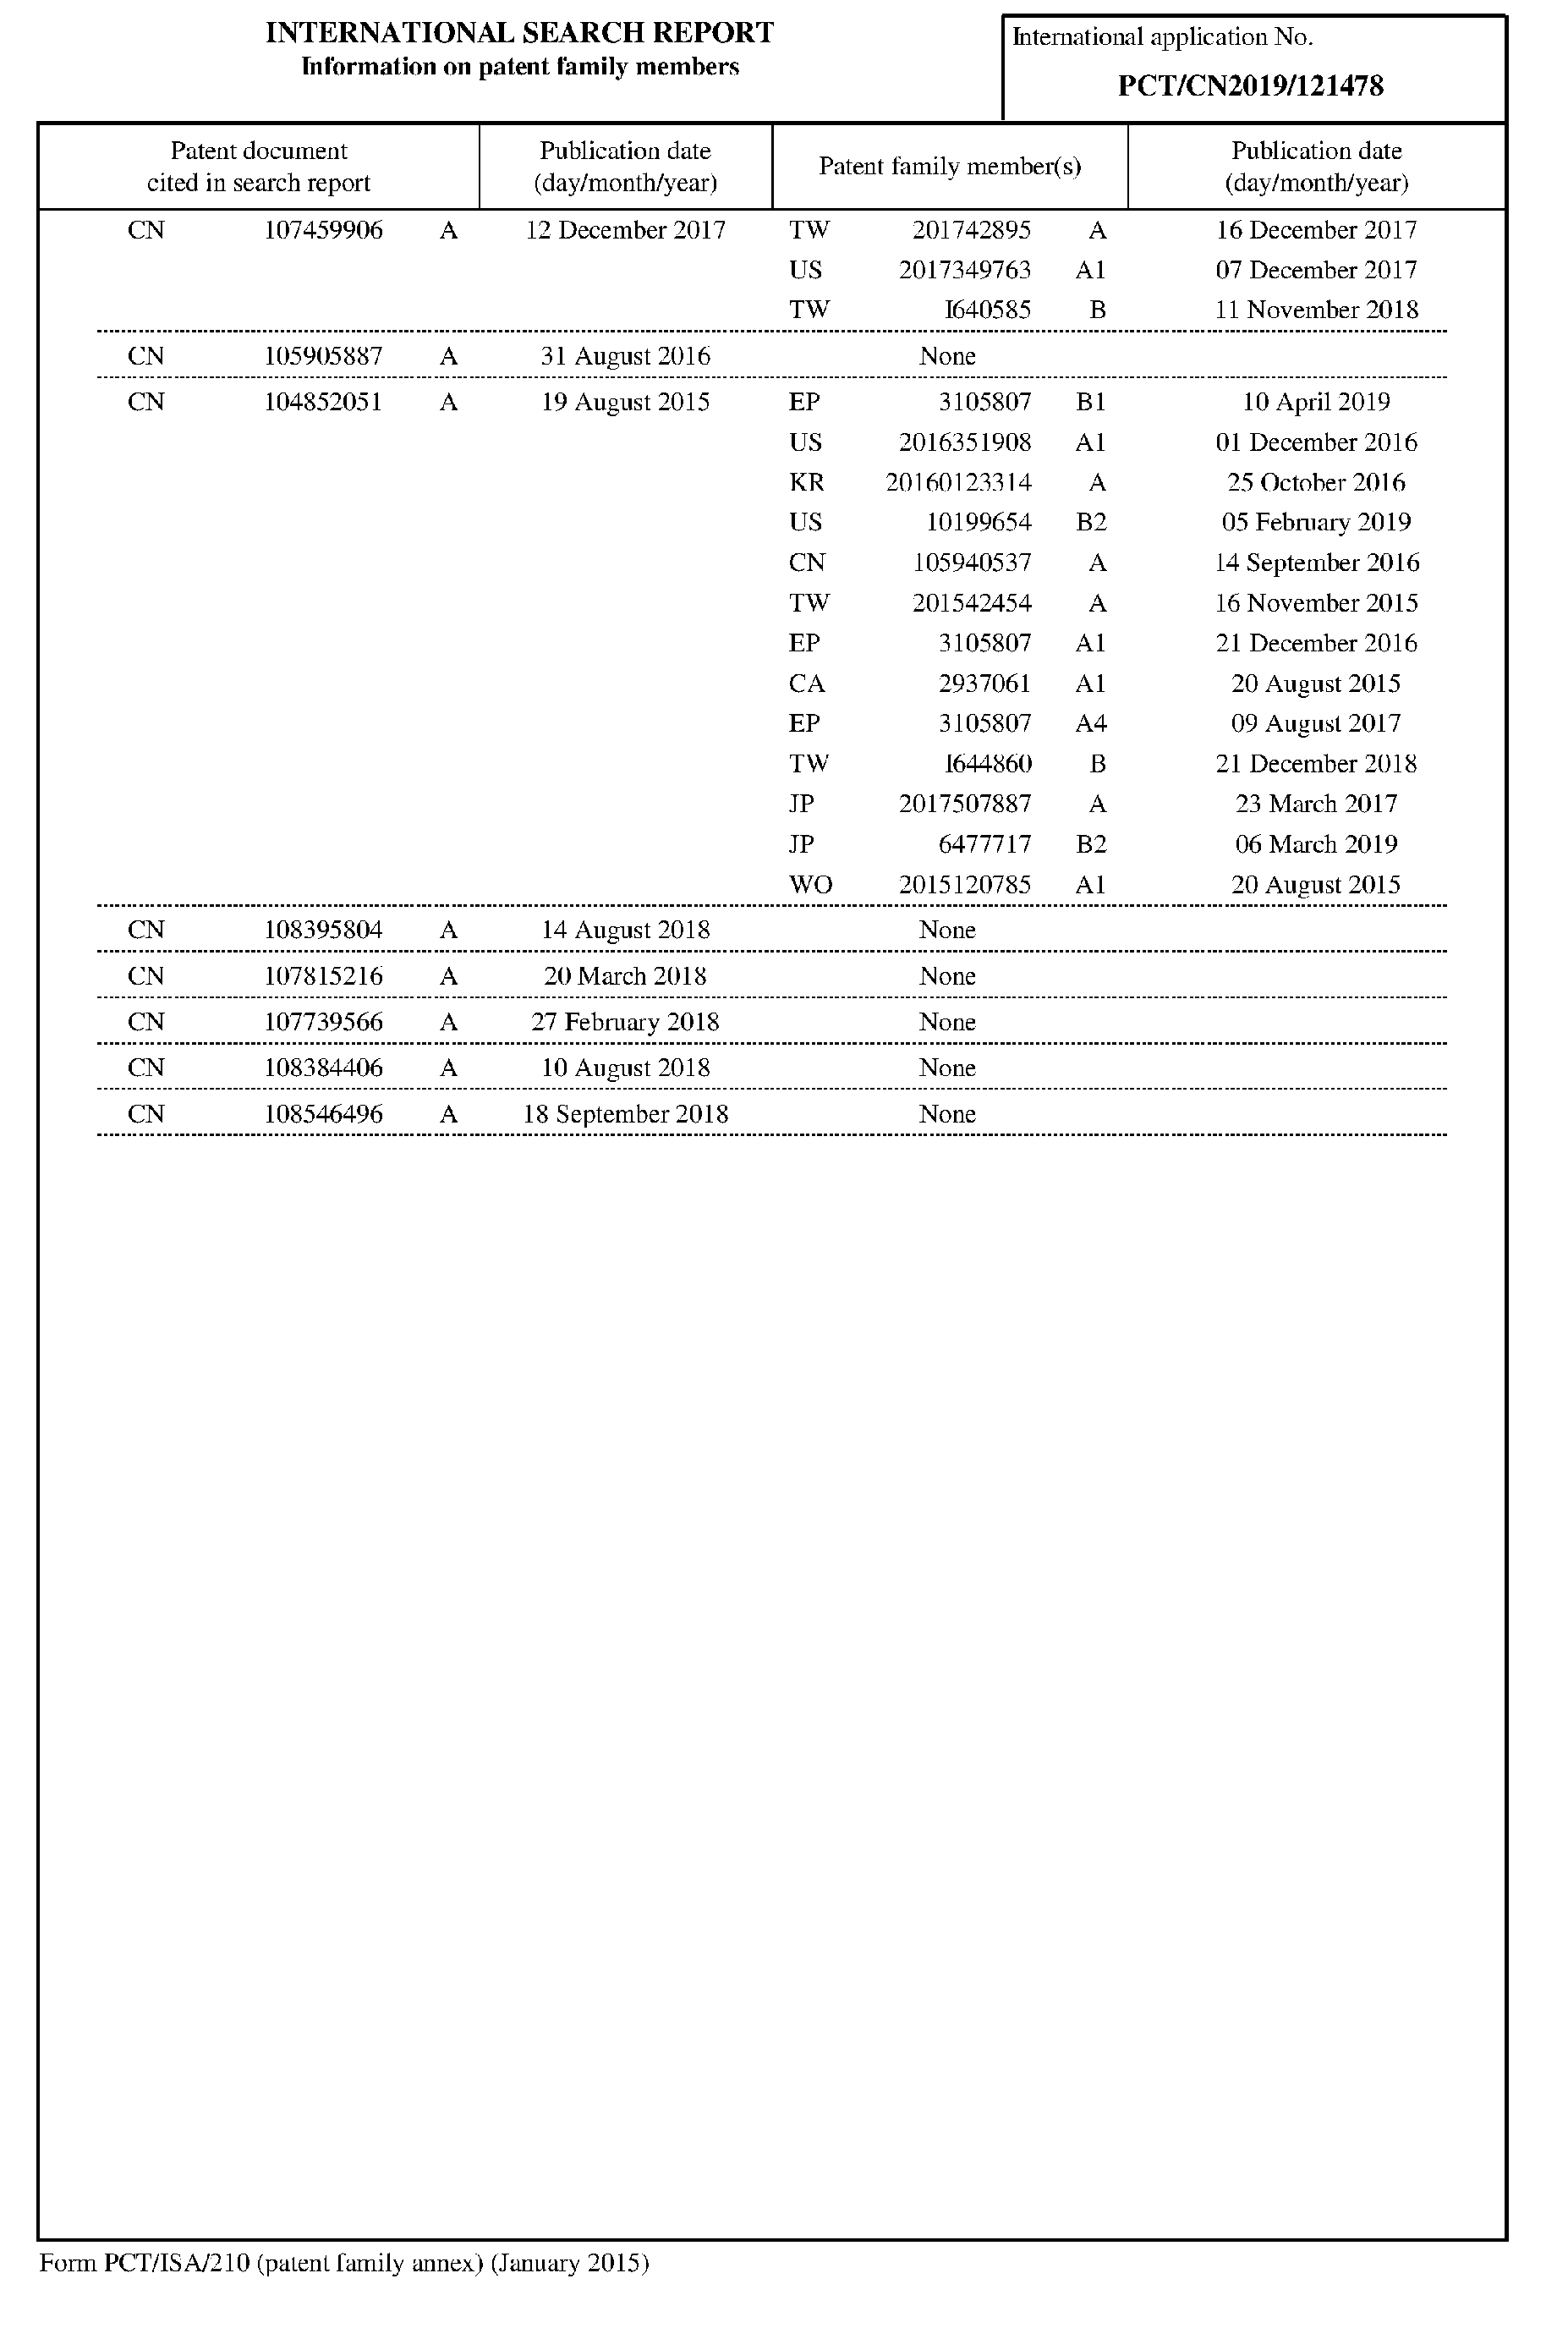 INTERNATIONAL SEARCH REPORT
Information on patent family members
International application No.
PCT/CN2019/121478
Patent document
cited in search report
Publication date
(day/month/year)
Patent family member(s)
Publication date
(day/month/year)
CN 107459906 A 12 December 2017 TW 201742895 A 16 December 2017
US 2017349763 A1 07 December 2017
TW I640585 B 11 November 2018
CN 105905887 A 31 August 2016 None
CN 104852051 A 19 August 2015 EP 3105807 B1 10 April 2019
US 2016351908 A1 01 December 2016
KR 20160123314 A 25 October 2016
US 10199654 B2 05 February 2019
CN 105940537 A 14 September 2016
TW 201542454 A 16 November 2015
EP 3105807 A1 21 December 2016
CA 2937061 A1 20 August 2015
EP 3105807 A4 09 August 2017
TW I644860 B 21 December 2018
JP 2017507887 A 23 March 2017
JP 6477717 B2 06 March 2019
WO 2015120785 A1 20 August 2015
CN 108395804 A 14 August 2018 None
CN 107815216 A 20 March 2018 None
CN 107739566 A 27 February 2018 None
CN 108384406 A 10 August 2018 None
CN 108546496 A 18 September 2018 None
Form PCT/ISA/210 (patent family annex) (January 2015)